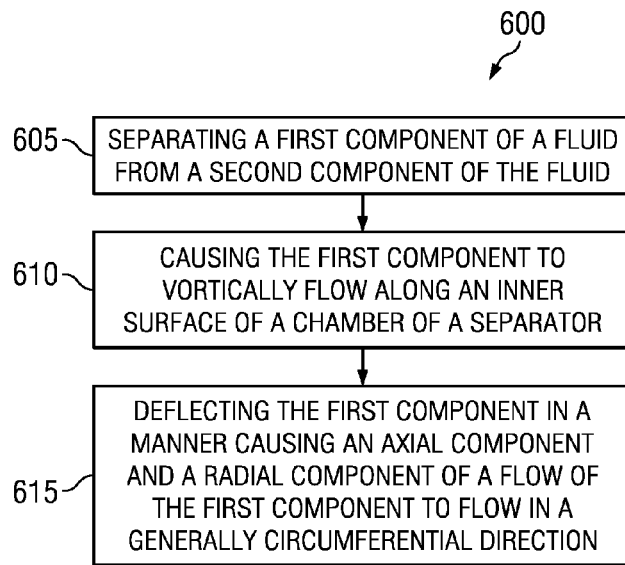 600
605
SEPARATING A FIRST COMPONENT OF A FLUID
FROM A SECOND COMPONENT OF THE FLUID
610
CAUSING THE FIRST COMPONENT TO
VORTICALLY FLOW ALONG AN INNER
SURFACE OF A CHAMBER OF A SEPARATOR
615
DEFLECTING THE FIRST COMPONENT IN A
MANNER CAUSING AN AXIAL COMPONENT
AND A RADIAL COMPONENT OF A FLOW OF
THE FIRST COMPONENT TO FLOW IN A
GENERALLY CIRCUMFERENTIAL DIRECTION